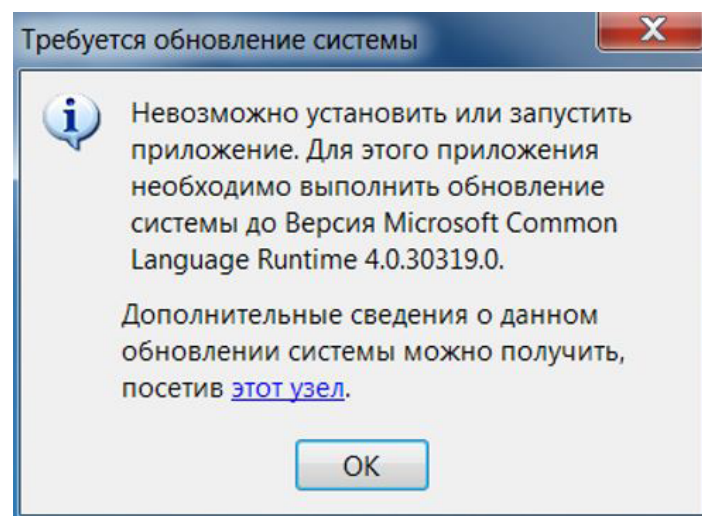 Требуется обновление системы
Невозможно установить или запустить
приложение. Для этого приложения
необходимо выполнить обновление
системы до Версия Microsoft Common
Language Runtime 4.0.30319.0.
Дополнительные сведения о данном
обновлении системы можно получить,
посетив этот узел.
ОК